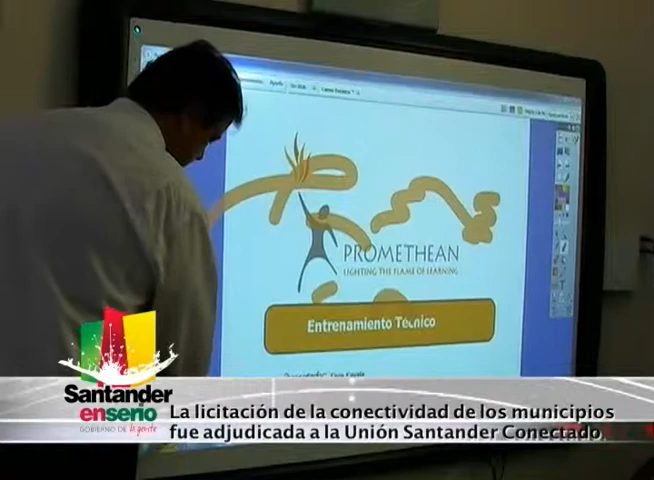 PROMETHEAN
LIGHTING THE FLAME OF LEARNING
Entrenamiento Técnico
Santander
enserio
GOBIERNO DE la gente
La licitación de la conectividad de los municipios
fue adjudicada a la Unión Santander Conectado